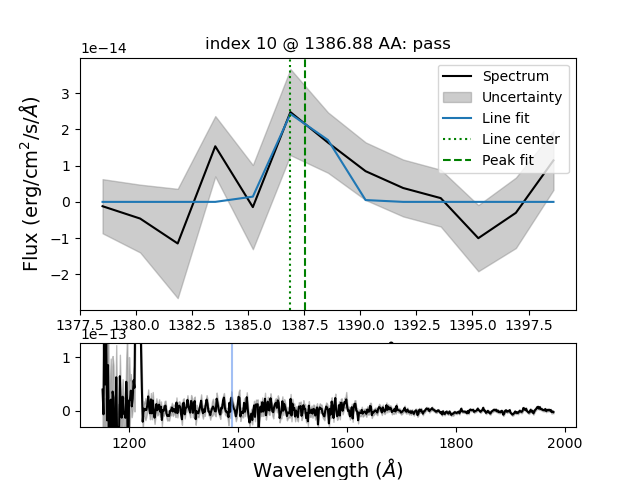 index 10 @ 1386.88 AA: pass
1e−14
Spectrum
Uncertainty
Line fit
Line center
Peak fit
3
2
1
0
−1
−2
Flux (erg/cm²/s/Å)
1377.5 1380.0 1382.5 1385.0 1387.5 1390.0 1392.5 1395.0 1397.5
1e−13
1
0
1200 1400 1600 1800 2000
Wavelength (Å)